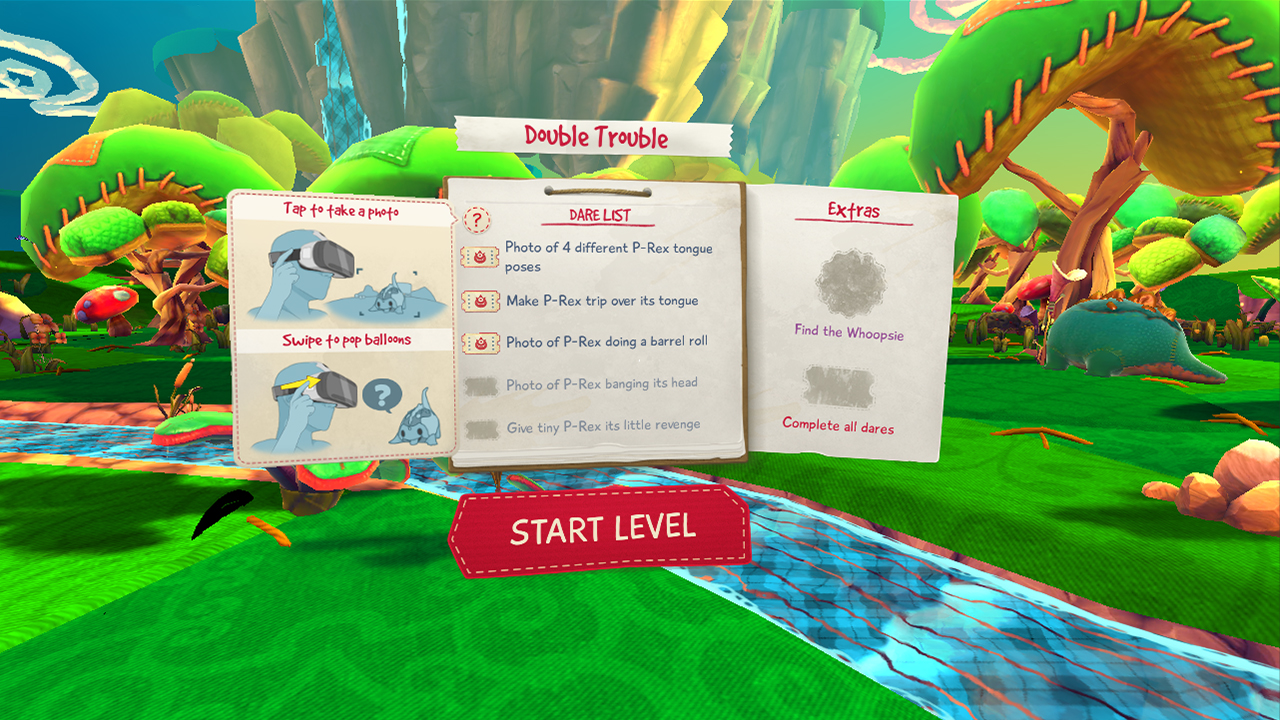 Double Trouble
Tap to take a photo
Swipe to pop balloons
?
?
DARE LIST
Photo of 4 different P-Rex tongue
poses
Make P-Rex trip over its tongue
Photo of P-Rex doing a barrel roll
Photo of P-Rex banging its head
Give tiny P-Rex its little revenge
Extras
Find the Whoopsie
Complete all dares
START LEVEL